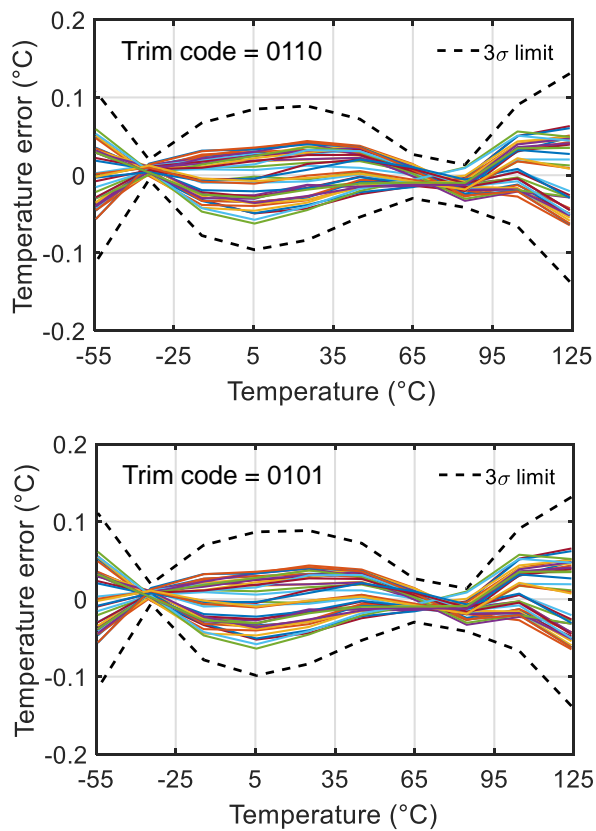 0.2
Trim code = 0110
3σ limit
0.1
0
-0.1
-0.2
Temperature error (°C)
-55 -25 5 35 65 95 125
Temperature (°C)
0.2
Trim code = 0101
3σ limit
0.1
0
-0.1
-0.2
Temperature error (°C)
-55 -25 5 35 65 95 125
Temperature (°C)